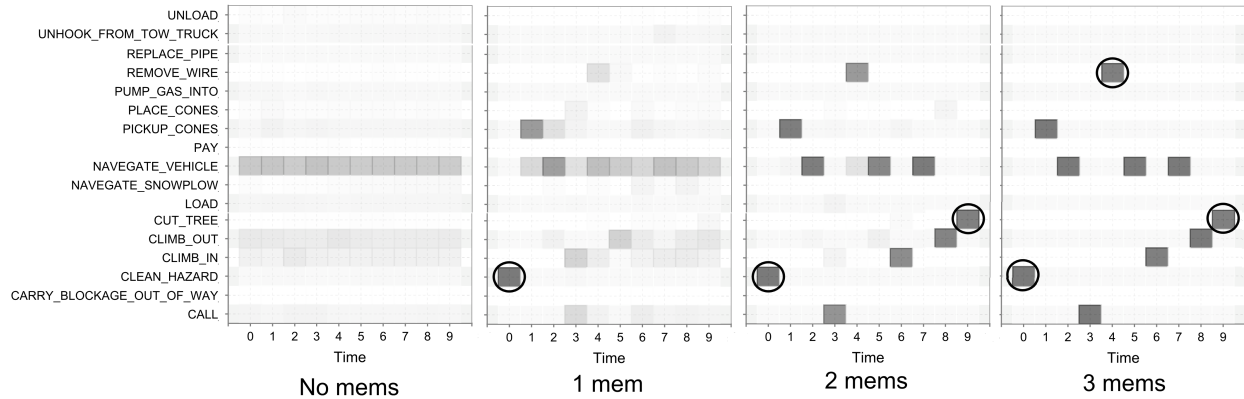 UNLOAD
UNHOOK_FROM_TOW_TRUCK
REPLACE_PIPE
REMOVE_WIRE
PUMP_GAS_INTO
PLACE_CONES
PICKUP_CONES
PAY
NAVEGATE_VEHICLE
NAVEGATE_SNOWPLOW
LOAD
CUT_TREE
CLIMB_OUT
CLIMB_IN
CLEAN_HAZARD
CARRY_BLOCKAGE_OUT_OF_WAY
CALL
0 1 2 3 4 5 6 7 8 9
Time
No mems
0 1 2 3 4 5 6 7 8 9
Time
1 mem
0 1 2 3 4 5 6 7 8 9
Time
2 mems
0 1 2 3 4 5 6 7 8 9
Time
3 mems